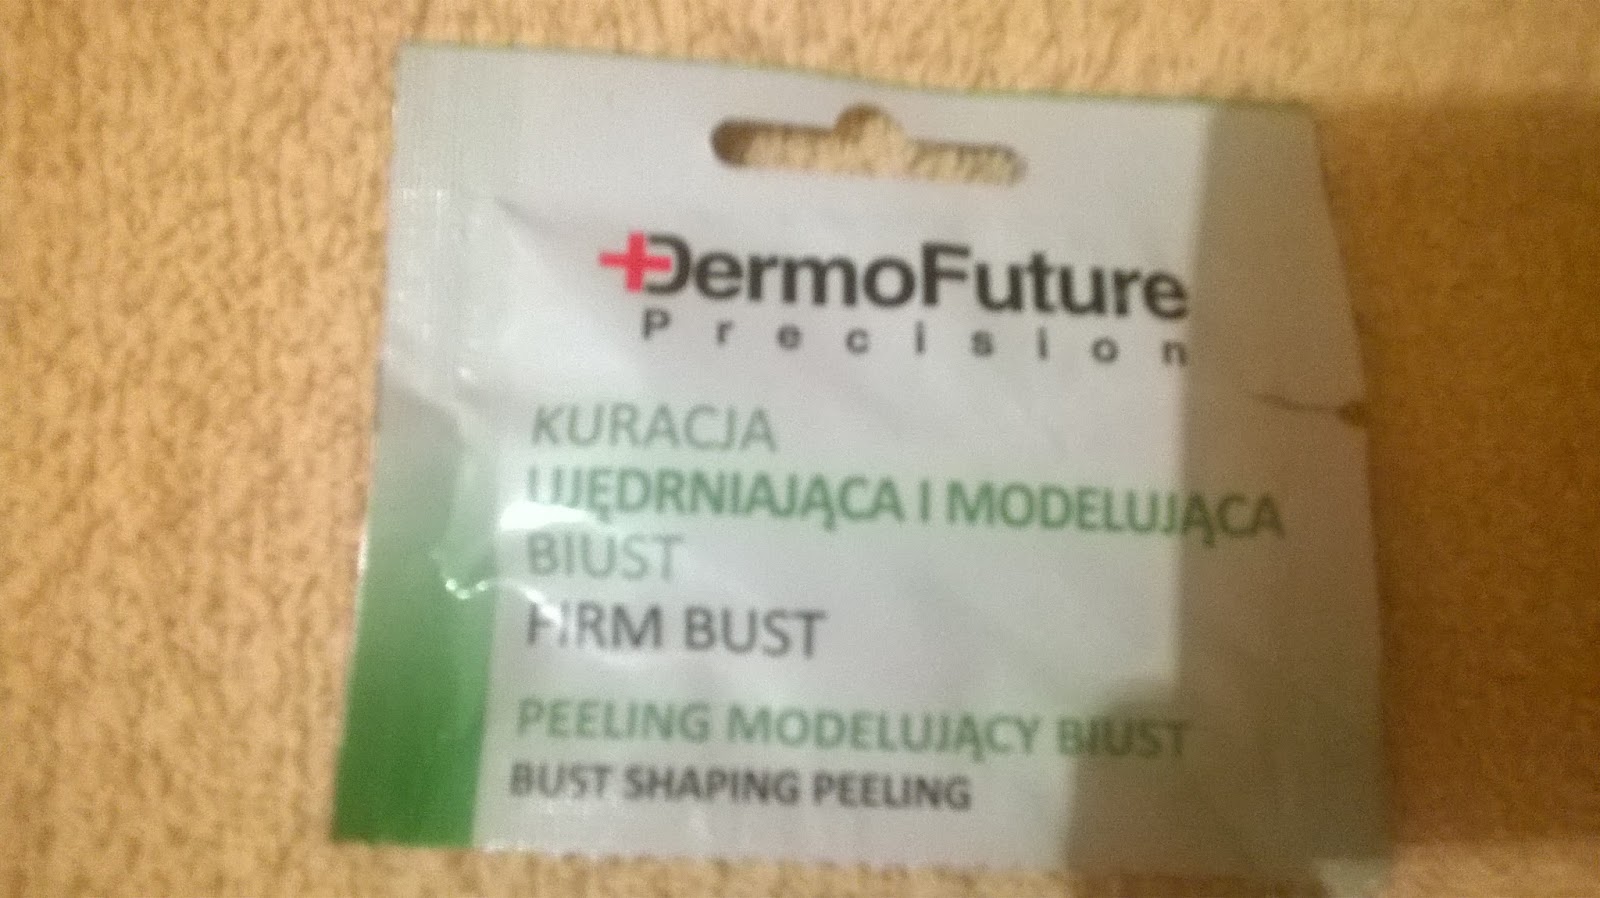 DermoFuture
Precision
KURACJA
UJĘDRNIAJĄCA I MODELUJĄCA
BIUST
FIRM BUST
PEELING MODELUJĄCY BIUST
BUST SHAPING PEELING